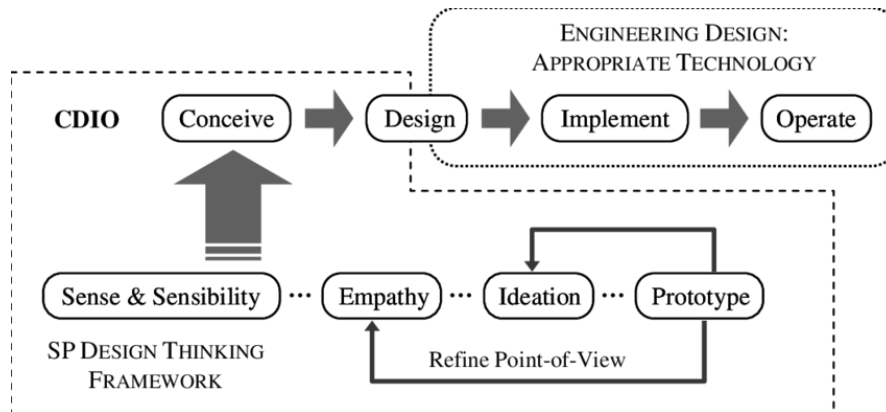 ENGINEERING DESIGN:
APPROPRIATE TECHNOLOGY
CDIO
Conceive
Design
Implement
Operate
Sense & Sensibility ... Empathy ... Ideation ... Prototype
SP DESIGN THINKING
FRAMEWORK
Refine Point-of-View